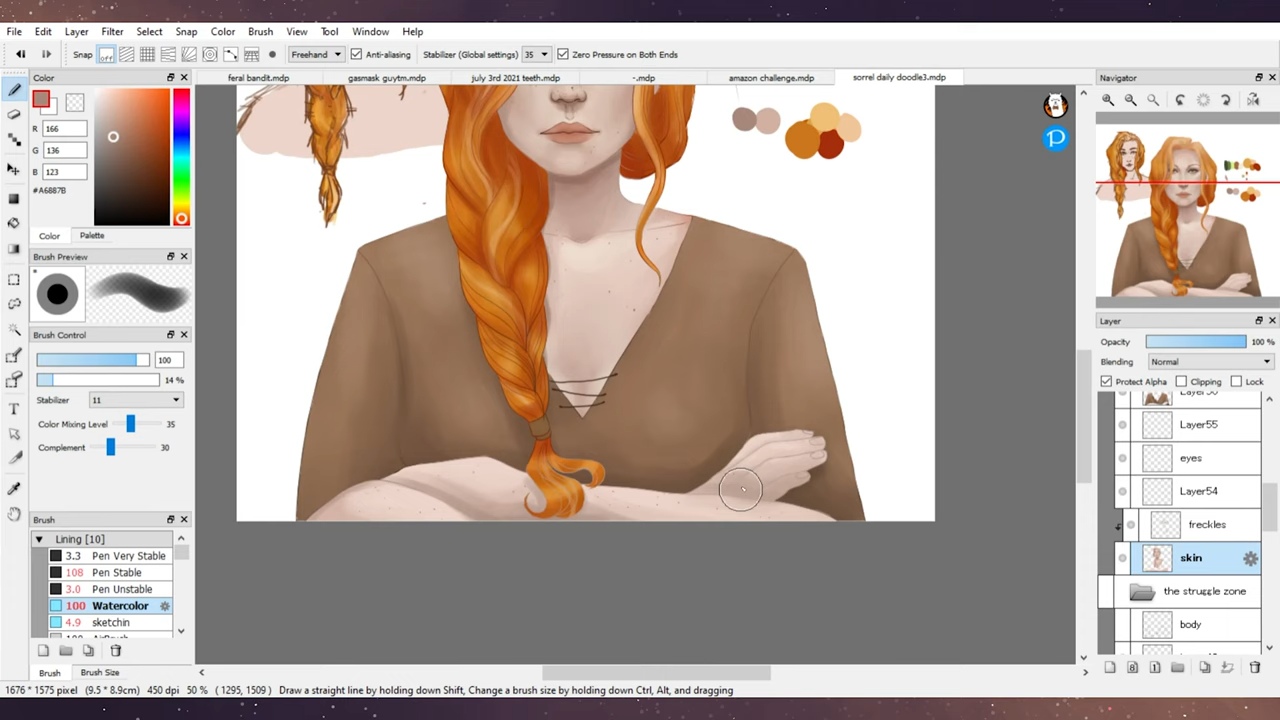 File Edit Layer Filter Select Snap Color Brush View Tool Window Help
Snap off Freehand Anti-aliasing Stabilizer (Global settings) 35 Zero Pressure on Both Ends
Color
feral bandit.mdp gasmask guytm.mdp july 3rd 2021 teeth.mdp -.mdp amazon challenge.mdp sorrel daily doodle3.mdp
Navigator
R 166
G 136
B 123
#A6887B
Color Palette
Brush Preview
Brush Control
100
14 %
Stabilizer 11
Color Mixing Level 35
Complement 30
Brush
Lining [10]
3.3 Pen Very Stable
108 Pen Stable
3.0 Pen Unstable
100 Watercolor
4.9 sketchin
Brush Brush Size
P
Layer
Opacity 100 %
Blending Normal
Protect Alpha Clipping Lock
Layer55
eyes
Layer54
freckles
skin
the struggle zone
body
8 1
1676 * 1575 pixel (9.5 * 8.9cm) 450 dpi 50 % ( 1295, 1509) Draw a straight line by holding down Shift, Change a brush size by holding down Ctrl, Alt, and dragging